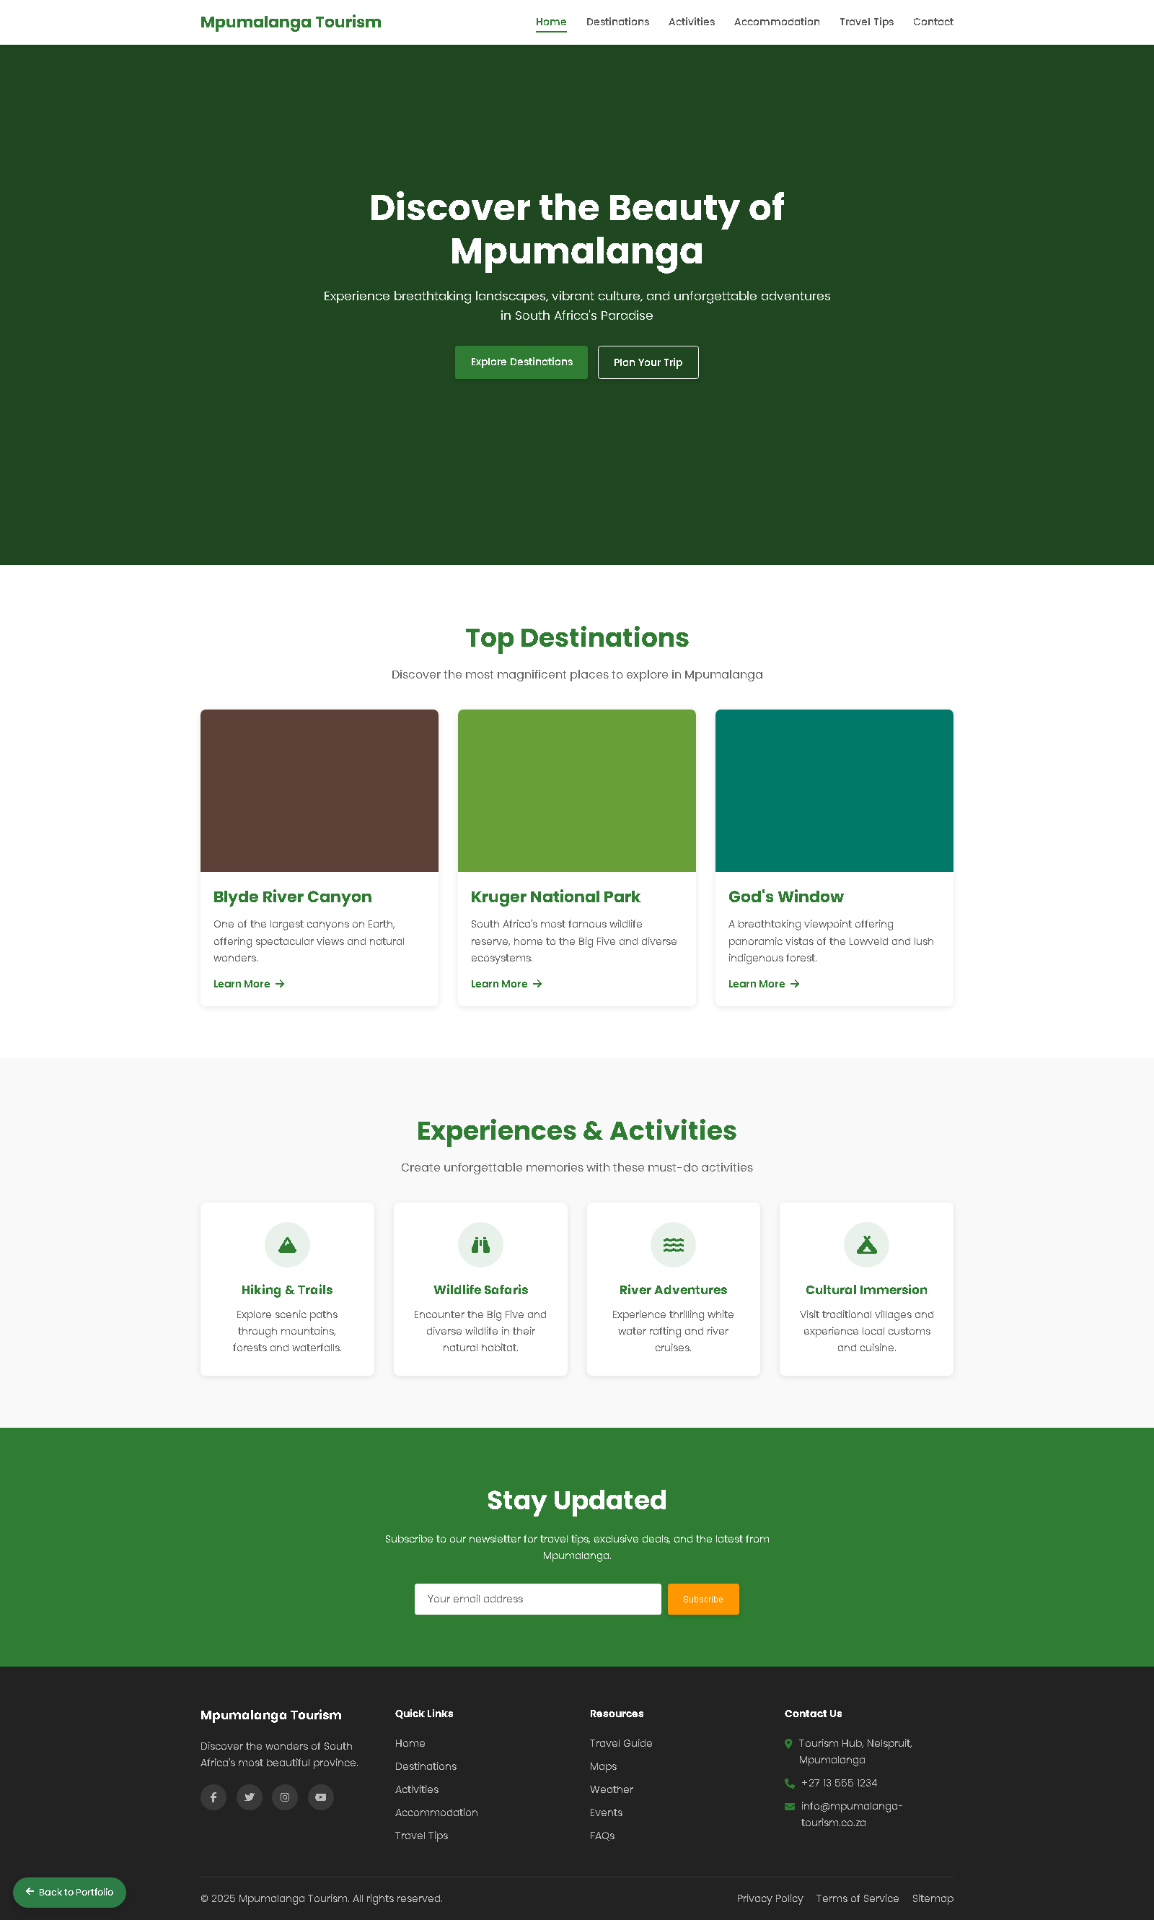 Mpumalanga Tourism
Home Destinations Activities Accommodation Travel Tips Contact
Discover the Beauty of
Mpumalanga
Experience breathtaking landscapes, vibrant culture, and unforgettable adventures
in South Africa's Paradise
Explore Destinations
Plan Your Trip
Top Destinations
Discover the most magnificent places to explore in Mpumalanga
Blyde River Canyon
One of the largest canyons on Earth,
offering spectacular views and natural
wonders.
Learn More
Kruger National Park
South Africa's most famous wildlife
reserve, home to the Big Five and diverse
ecosystems.
Learn More
God's Window
A breathtaking viewpoint offering
panoramic vistas of the Lowveld and lush
indigenous forest.
Learn More
Experiences & Activities
Create unforgettable memories with these must-do activities
Hiking & Trails
Explore scenic paths
through mountains,
forests and waterfalls.
Wildlife Safaris
Encounter the Big Five and
diverse wildlife in their
natural habitat.
River Adventures
Experience thrilling white
water rafting and river
cruises.
Cultural Immersion
Visit traditional villages and
experience local customs
and cuisine.
Stay Updated
Subscribe to our newsletter for travel tips, exclusive deals, and the latest from
Mpumalanga.
Your email address
Subscribe
Mpumalanga Tourism
Discover the wonders of South
Africa's most beautiful province.
Quick Links
Home
Destinations
Activities
Accommodation
Travel Tips
Resources
Travel Guide
Maps
Weather
Events
FAQs
Contact Us
Tourism Hub, Nelspruit,
Mpumalanga
+27 13 555 1234
info@mpumalanga-
tourism.co.za
Back to Portfolio
© 2025 Mpumalanga Tourism. All rights reserved.
Privacy Policy Terms of Service Sitemap